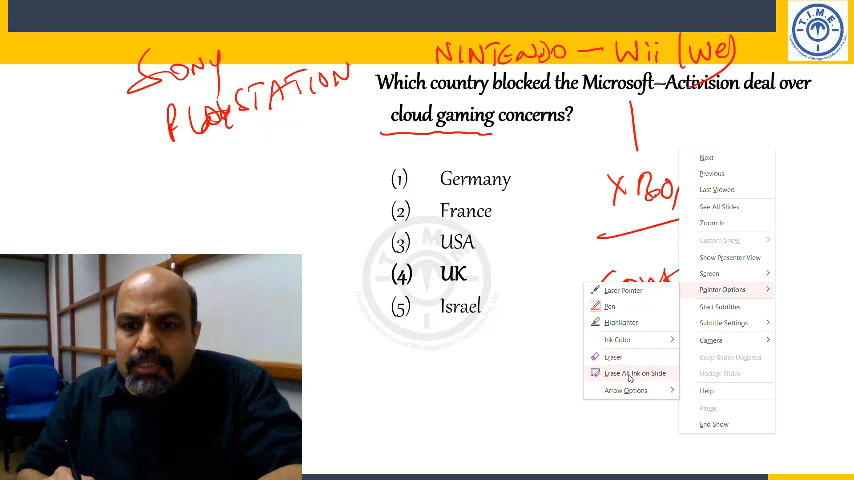 T.I.M.E.
NINTENDO - Wii (We)
SONY
PLAYSTATION
Which country blocked the Microsoft–Activision deal over
cloud gaming concerns?
(1) Germany
(2) France
(3) USA
(4) UK
(5) Israel
XBO
Next
Previous
Last Viewed
See All Slides
Zoom In
Custom Show
Show Presenter View
Screen
Pointer Options
Start Subtitles
Subtitle Settings
Camera
Keep Slides Updated
Update Slides
Help
Pause
End Show
Laser Pointer
Pen
Highlighter
Ink Color
Eraser
Erase All Ink on Slide
Arrow Options